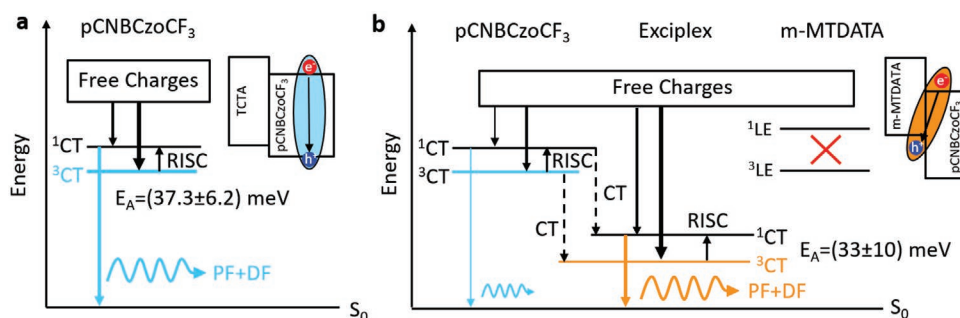 a
pCNBCzoCF₃
Energy
Free Charges
¹CT
³CT
RISC
E_A=(37.3±6.2) meV
PF+DF
S₀
TCTA
pCNBCzoCF₃
e⁻
h⁺
b
pCNBCzoCF₃ Exciplex m-MTDATA
Energy
Free Charges
¹CT
³CT
RISC
CT
CT
¹LE
³LE
¹CT
RISC
³CT
E_A=(33±10) meV
PF+DF
S₀
m-MTDATA
pCNBCzoCF₃
e⁻
h⁺